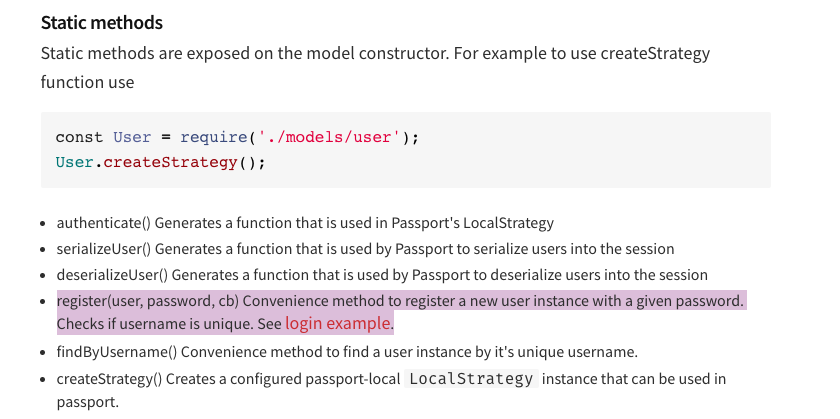 Static methods
Static methods are exposed on the model constructor. For example to use createStrategy
function use
const User = require('./models/user');
User.createStrategy();
• authenticate() Generates a function that is used in Passport's LocalStrategy
• serializeUser() Generates a function that is used by Passport to serialize users into the session
• deserializeUser() Generates a function that is used by Passport to deserialize users into the session
• register(user, password, cb) Convenience method to register a new user instance with a given password.
Checks if username is unique. See login example.
• findByUsername() Convenience method to find a user instance by it's unique username.
• createStrategy() Creates a configured passport-local LocalStrategy instance that can be used in
passport.